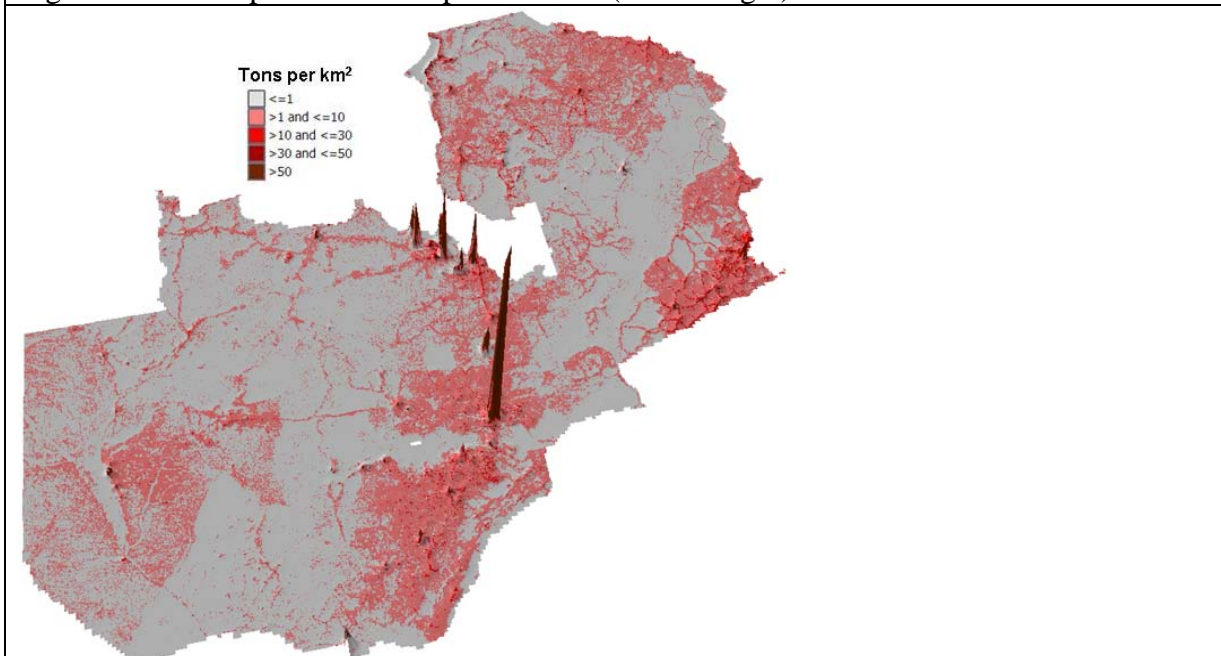 Tons per km²
<=1
>1 and <=10
>10 and <=30
>30 and <=50
>50